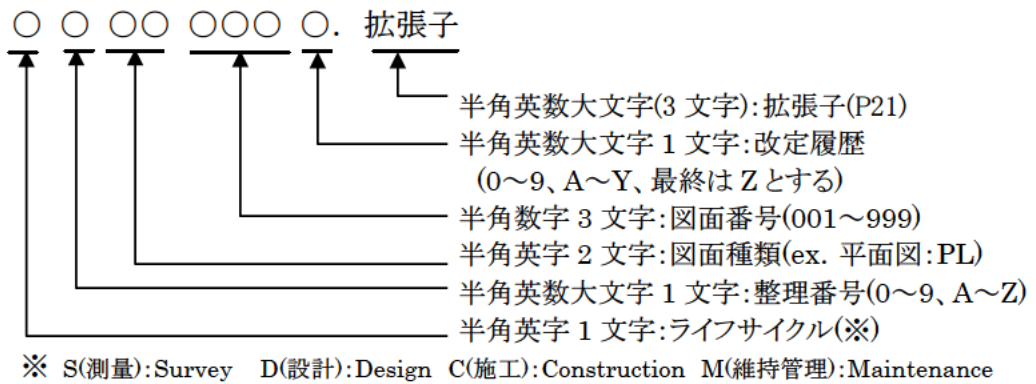 ○ ○ ○○ ○○○ ○. 拡張子
半角英数大文字(3 文字):拡張子(P21)
半角英数大文字 1 文字:改定履歴
(0～9、A～Y、最終は Z とする)
半角数字 3 文字:図面番号(001～999)
半角英字 2 文字:図面種類(ex. 平面図:PL)
半角英数大文字 1 文字:整理番号(0～9、A～Z)
半角英字 1 文字:ライフサイクル(※)
※ S(測量):Survey D(設計):Design C(施工):Construction M(維持管理):Maintenance